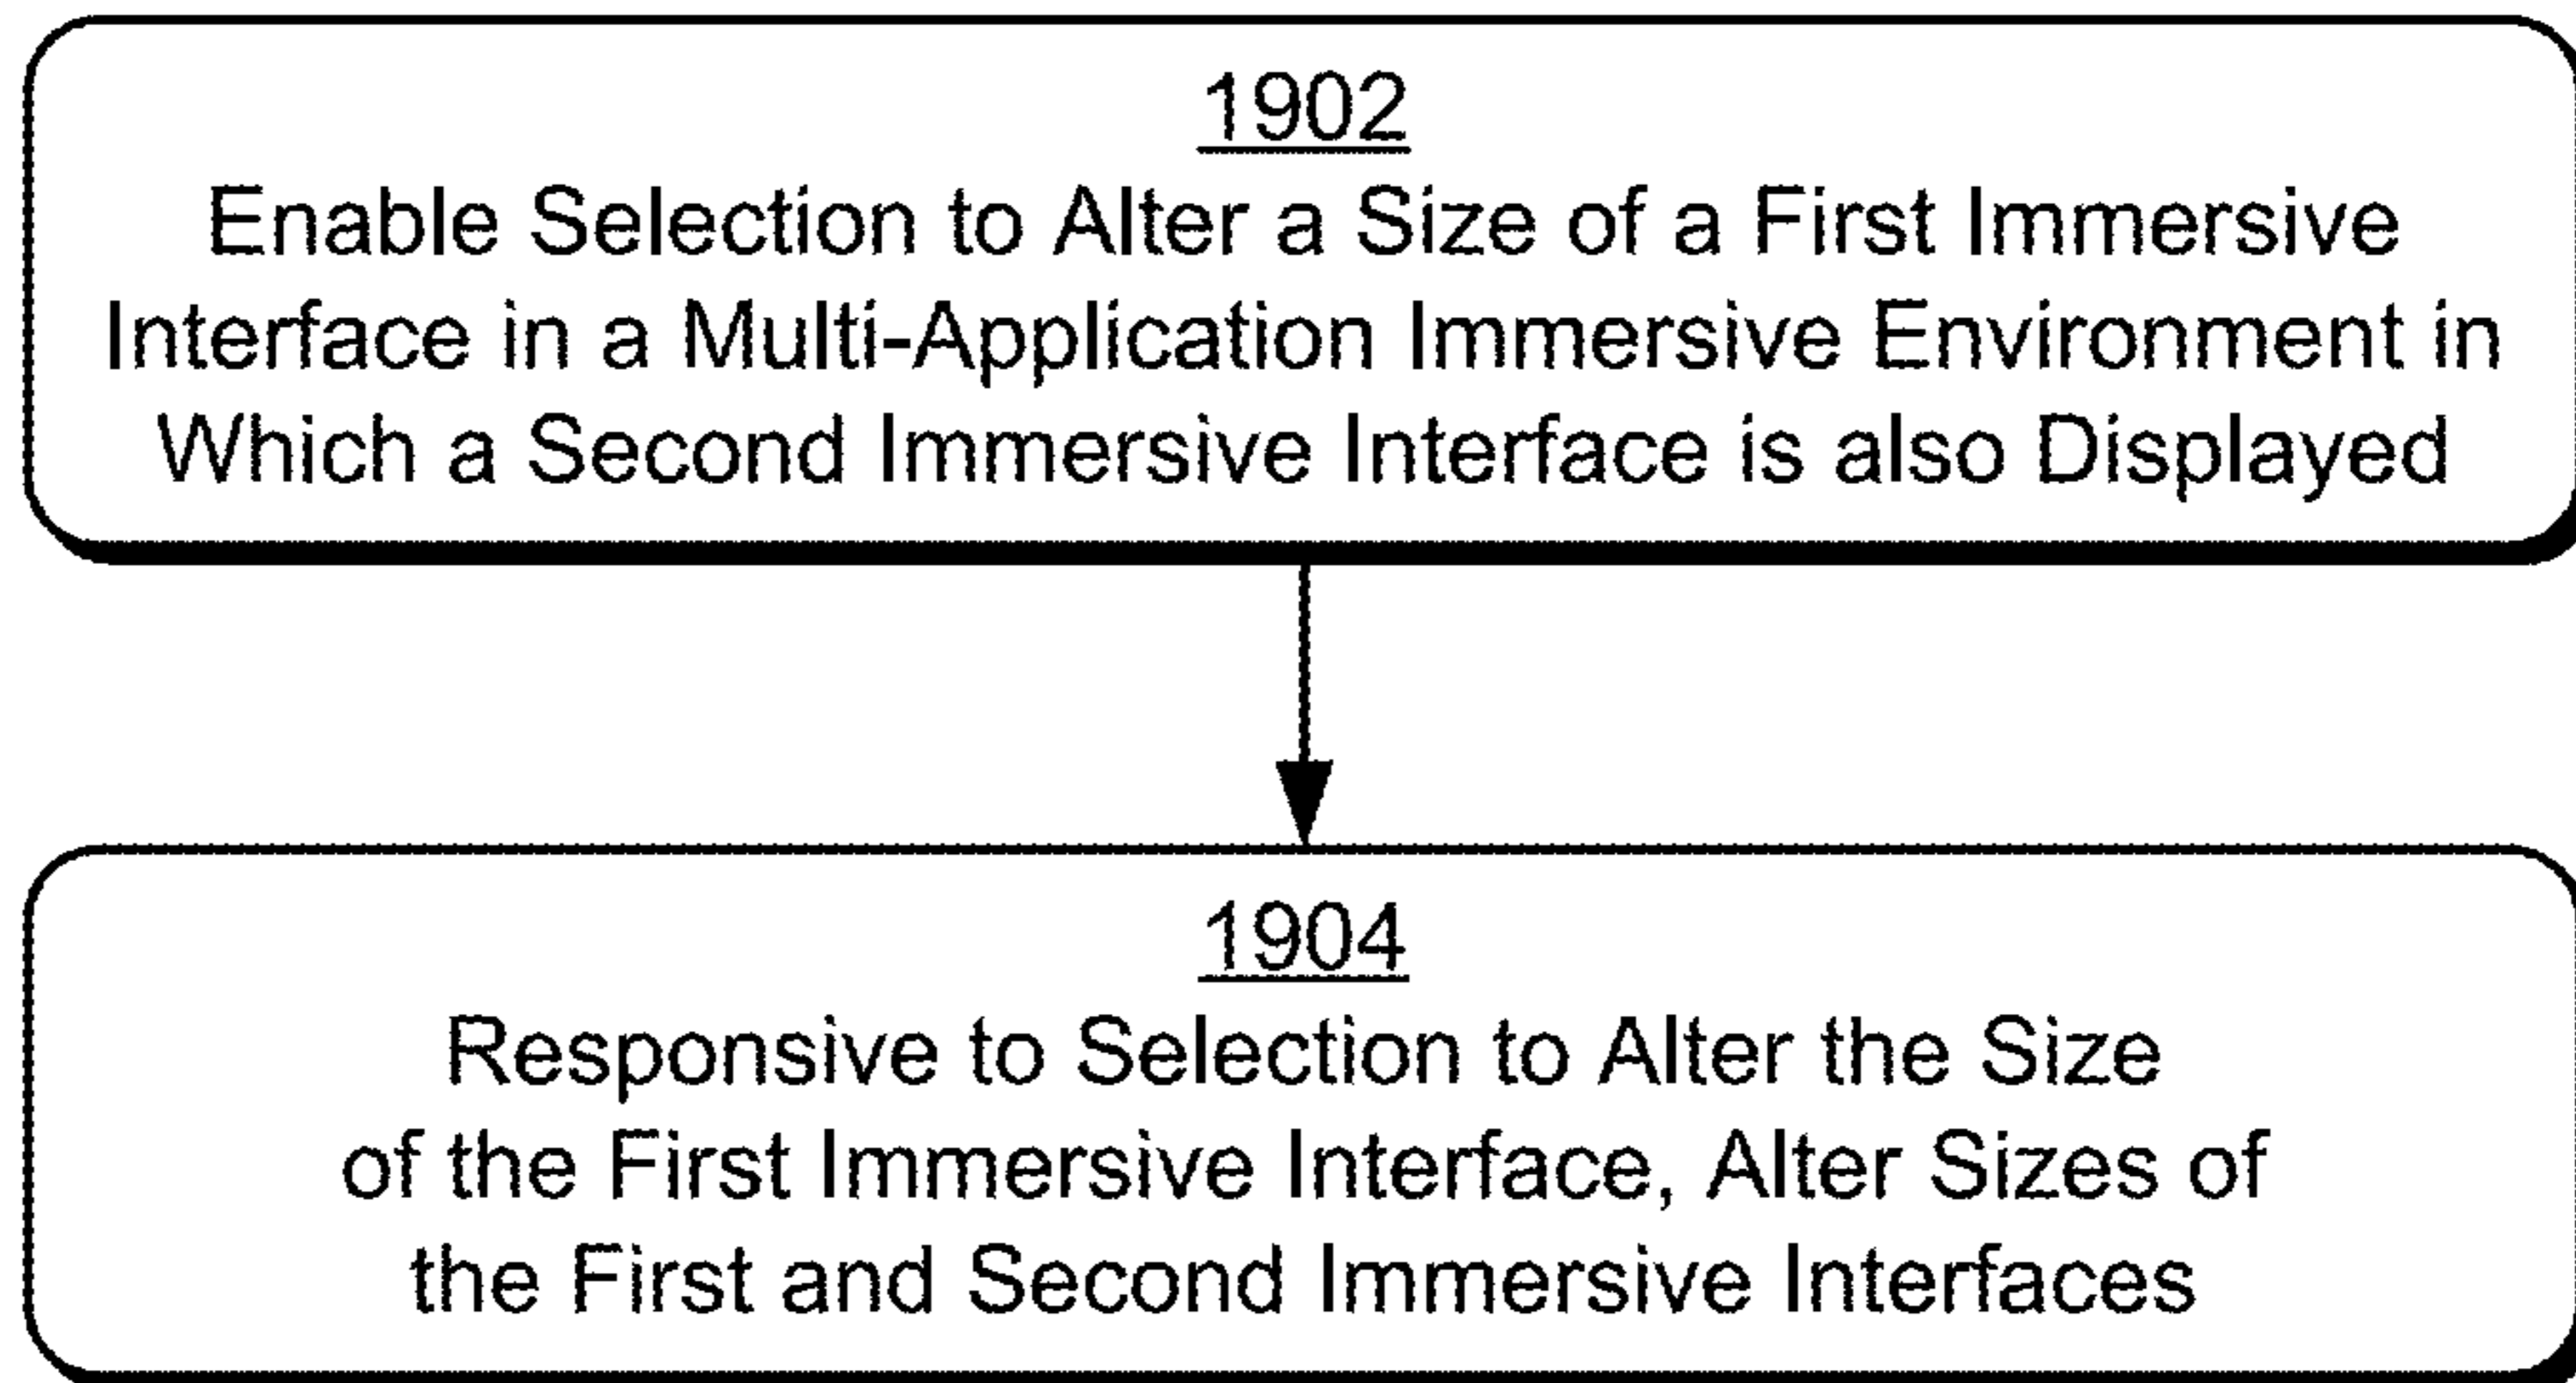 1902
Enable Selection to Alter a Size of a First Immersive
Interface in a Multi-Application Immersive Environment in
Which a Second Immersive Interface is also Displayed
1904
Responsive to Selection to Alter the Size
of the First Immersive Interface, Alter Sizes of
the First and Second Immersive Interfaces